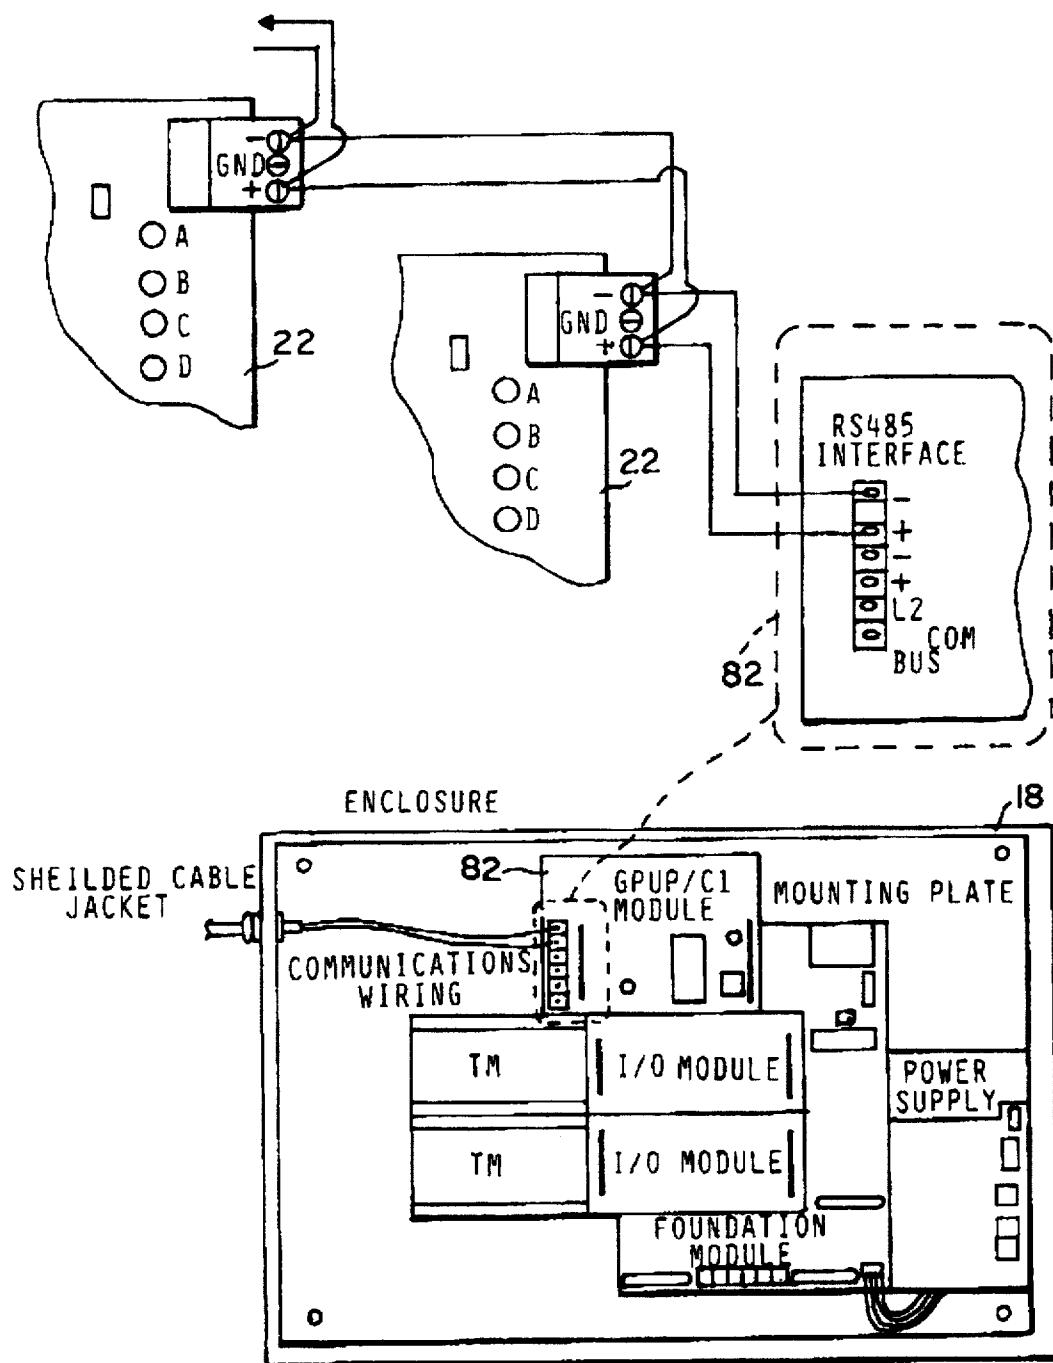 -
GND
+
A
B
C
D
22
-
GND
+
A
B
C
D
22
RS485
INTERFACE
-
+
-
+
L2
COM
BUS
82
ENCLOSURE
18
SHEILDED CABLE
JACKET
82
GPUP/C1
MODULE
MOUNTING PLATE
COMMUNICATIONS
WIRING
TM
I/O MODULE
POWER
SUPPLY
TM
I/O MODULE
FOUNDATION
MODULE